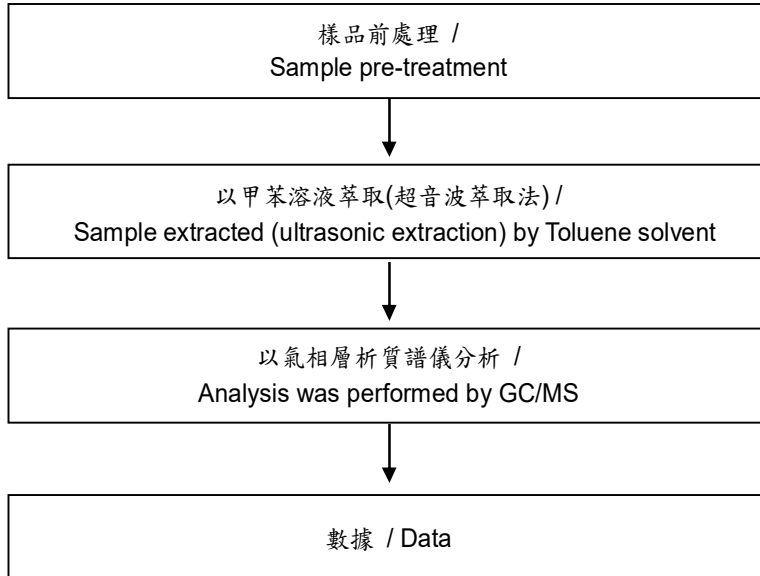 樣品前處理 /
Sample pre-treatment
以甲苯溶液萃取(超音波萃取法) /
Sample extracted (ultrasonic extraction) by Toluene solvent
以氣相層析質譜儀分析 /
Analysis was performed by GC/MS
數據 / Data